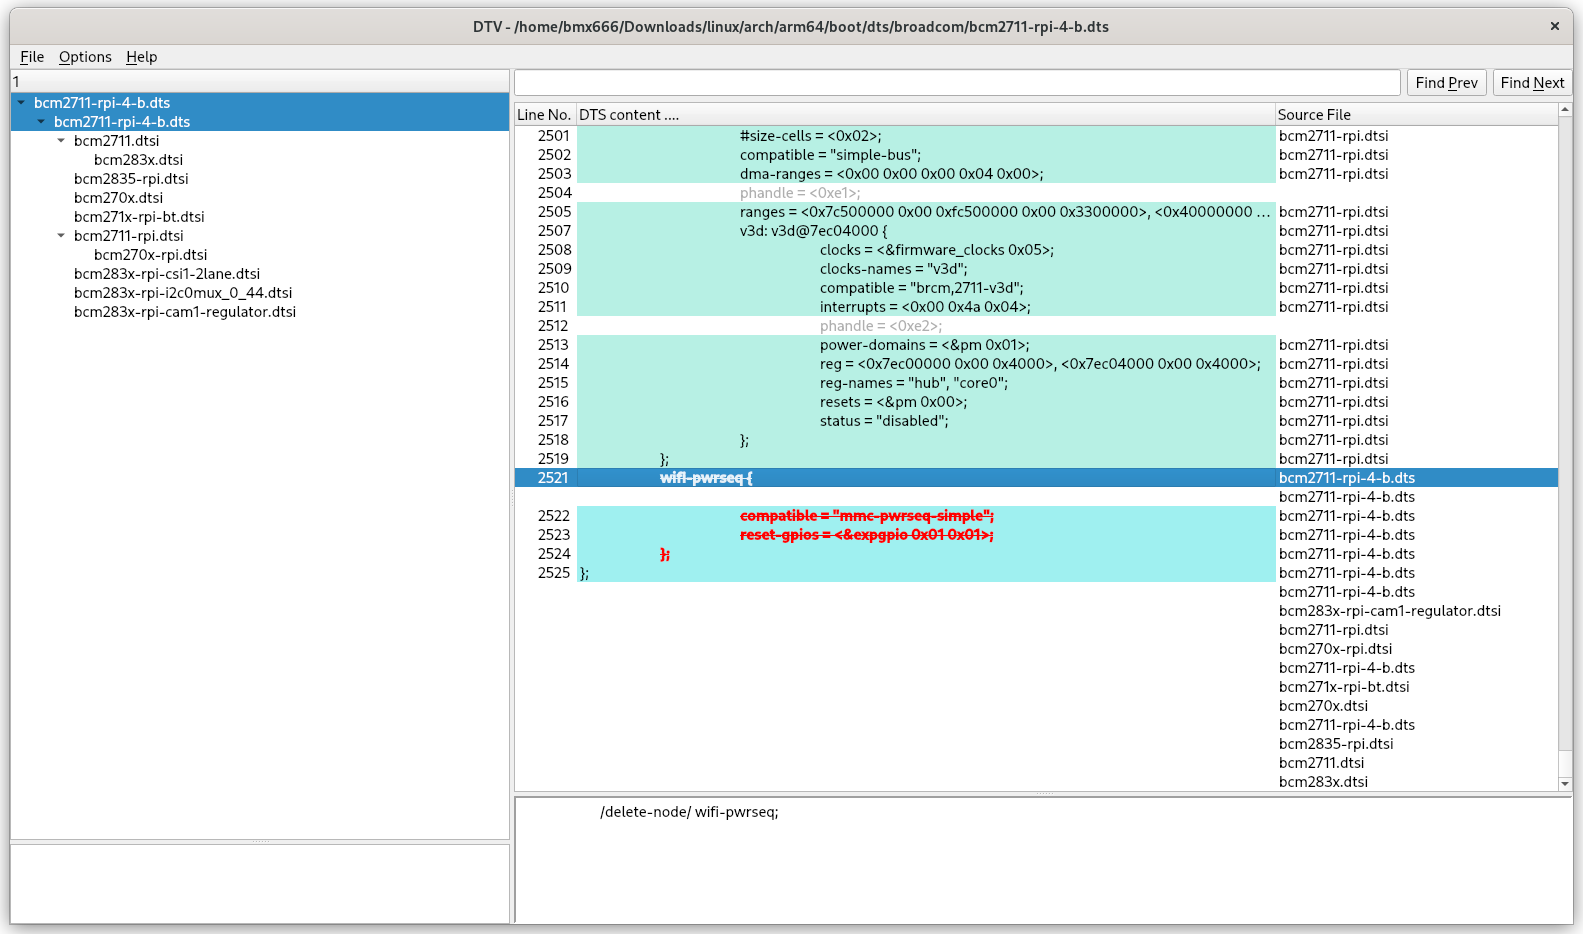 DTV - /home/bmx666/Downloads/linux/arch/arm64/boot/dts/broadcom/bcm2711-rpi-4-b.dts
File Options Help
1
bcm2711-rpi-4-b.dts
bcm2711-rpi-4-b.dts
bcm2711.dtsi
bcm283x.dtsi
bcm2835-rpi.dtsi
bcm270x.dtsi
bcm271x-rpi-bt.dtsi
bcm2711-rpi.dtsi
bcm270x-rpi.dtsi
bcm283x-rpi-csi1-2lane.dtsi
bcm283x-rpi-i2c0mux_0_44.dtsi
bcm283x-rpi-cam1-regulator.dtsi
Find Prev Find Next
Line No. DTS content .... Source File
2501 #size-cells = <0x02>; bcm2711-rpi.dtsi
2502 compatible = "simple-bus"; bcm2711-rpi.dtsi
2503 dma-ranges = <0x00 0x00 0x00 0x04 0x00>; bcm2711-rpi.dtsi
2504 phandle = <0xe1>;
2505 ranges = <0x7c500000 0x00 0xfc500000 0x00 0x3300000>, <0x40000000 ... bcm2711-rpi.dtsi
2507 v3d: v3d@7ec04000 { bcm2711-rpi.dtsi
2508 clocks = <&firmware_clocks 0x05>; bcm2711-rpi.dtsi
2509 clocks-names = "v3d"; bcm2711-rpi.dtsi
2510 compatible = "brcm,2711-v3d"; bcm2711-rpi.dtsi
2511 interrupts = <0x00 0x4a 0x04>; bcm2711-rpi.dtsi
2512 phandle = <0xe2>;
2513 power-domains = <&pm 0x01>; bcm2711-rpi.dtsi
2514 reg = <0x7ec00000 0x00 0x4000>, <0x7ec04000 0x00 0x4000>; bcm2711-rpi.dtsi
2515 reg-names = "hub", "core0"; bcm2711-rpi.dtsi
2516 resets = <&pm 0x00>; bcm2711-rpi.dtsi
2517 status = "disabled"; bcm2711-rpi.dtsi
2518 }; bcm2711-rpi.dtsi
2519 }; bcm2711-rpi.dtsi
2521 wifi-pwrseq { bcm2711-rpi-4-b.dts
bcm2711-rpi-4-b.dts
2522 compatible = "mmc-pwrseq-simple"; bcm2711-rpi-4-b.dts
2523 reset-gpios = <&expgpio 0x01 0x01>; bcm2711-rpi-4-b.dts
2524 }; bcm2711-rpi-4-b.dts
2525 }; bcm2711-rpi-4-b.dts
bcm2711-rpi-4-b.dts
bcm283x-rpi-cam1-regulator.dtsi
bcm2711-rpi.dtsi
bcm270x-rpi.dtsi
bcm2711-rpi-4-b.dts
bcm271x-rpi-bt.dtsi
bcm270x.dtsi
bcm2711-rpi-4-b.dts
bcm2835-rpi.dtsi
bcm2711.dtsi
bcm283x.dtsi
/delete-node/ wifi-pwrseq;